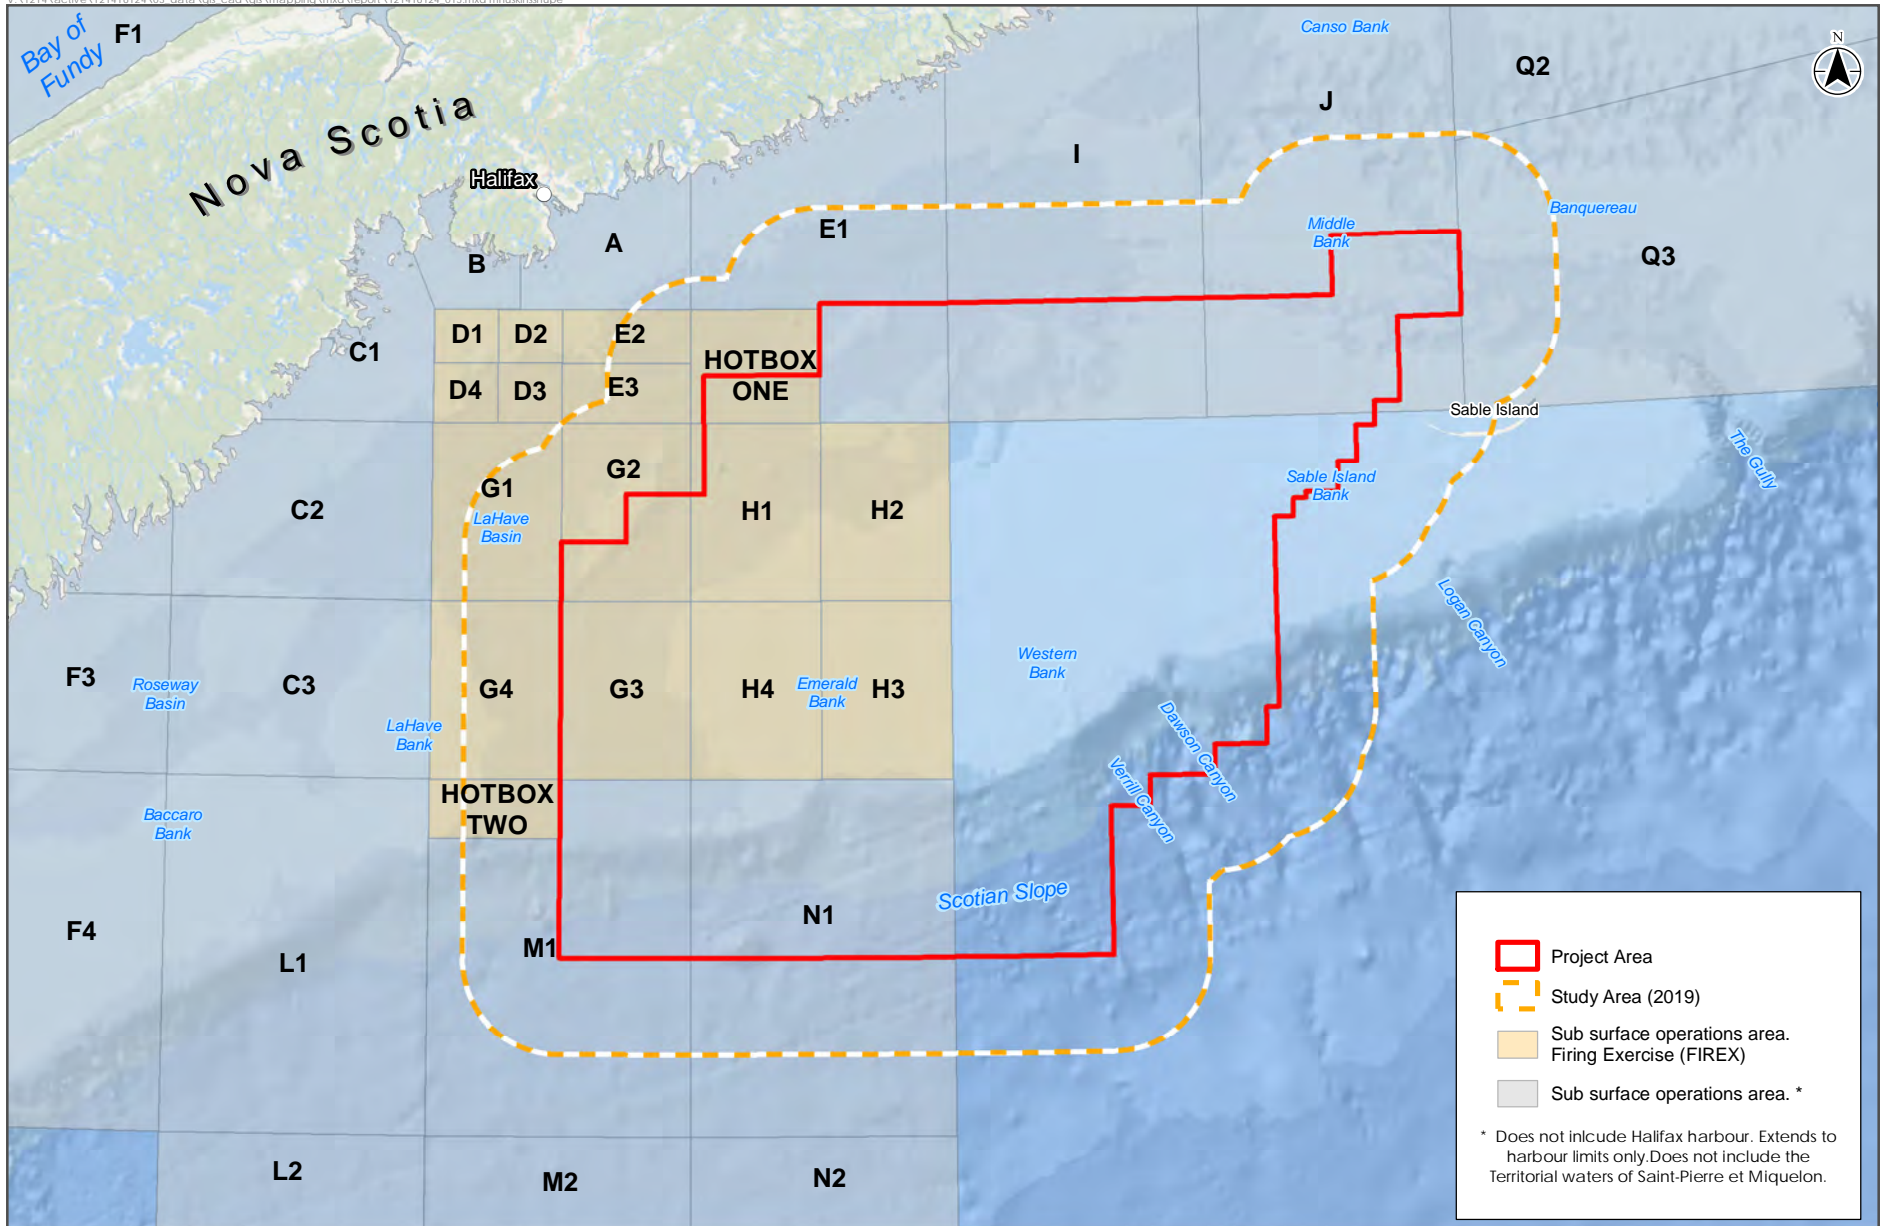 Bay of
Fundy
F1
Nova Scotia
Halifax
Canso Bank
Q2
N
J
I
E1
A
B
Middle
Bank
Banquereau
Q3
D1
D2
E2
C1
HOTBOX
ONE
D4
D3
E3
Sable Island
G2
G1
The Gully
Sable Island
Bank
C2
LaHave
Basin
H1
H2
Logan Canyon
Western
Bank
F3
Roseway
Basin
C3
G4
G3
H4
Emerald
Bank
H3
LaHave
Bank
Dawson Canyon
Verrill Canyon
HOTBOX
TWO
Baccaro
Bank
Scotian Slope
N1
F4
M1
L1
L2
M2
N2
Project Area
Study Area (2019)
Sub surface operations area.
Firing Exercise (FIREX)
Sub surface operations area. *
* Does not inlcude Halifax harbour. Extends to
harbour limits only.Does not include the
Territorial waters of Saint-Pierre et Miquelon.